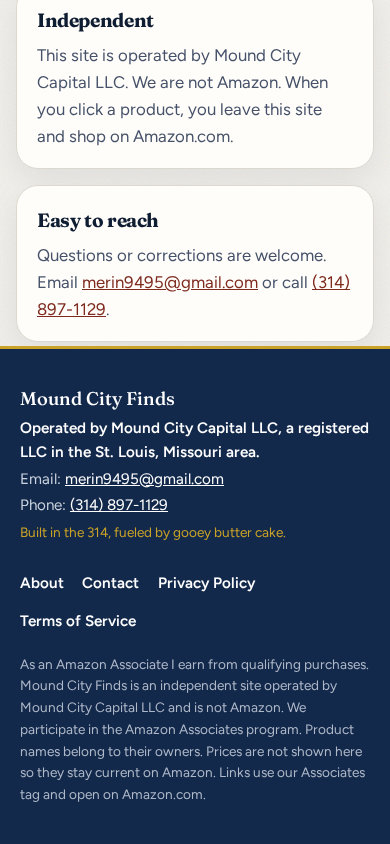 Independent
This site is operated by Mound City
Capital LLC. We are not Amazon. When
you click a product, you leave this site
and shop on Amazon.com.
Easy to reach
Questions or corrections are welcome.
Email merin9495@gmail.com or call (314)
897-1129.
Mound City Finds
Operated by Mound City Capital LLC, a registered
LLC in the St. Louis, Missouri area.
Email: merin9495@gmail.com
Phone: (314) 897-1129
Built in the 314, fueled by gooey butter cake.
About Contact Privacy Policy
Terms of Service
As an Amazon Associate I earn from qualifying purchases.
Mound City Finds is an independent site operated by
Mound City Capital LLC and is not Amazon. We
participate in the Amazon Associates program. Product
names belong to their owners. Prices are not shown here
so they stay current on Amazon. Links use our Associates
tag and open on Amazon.com.